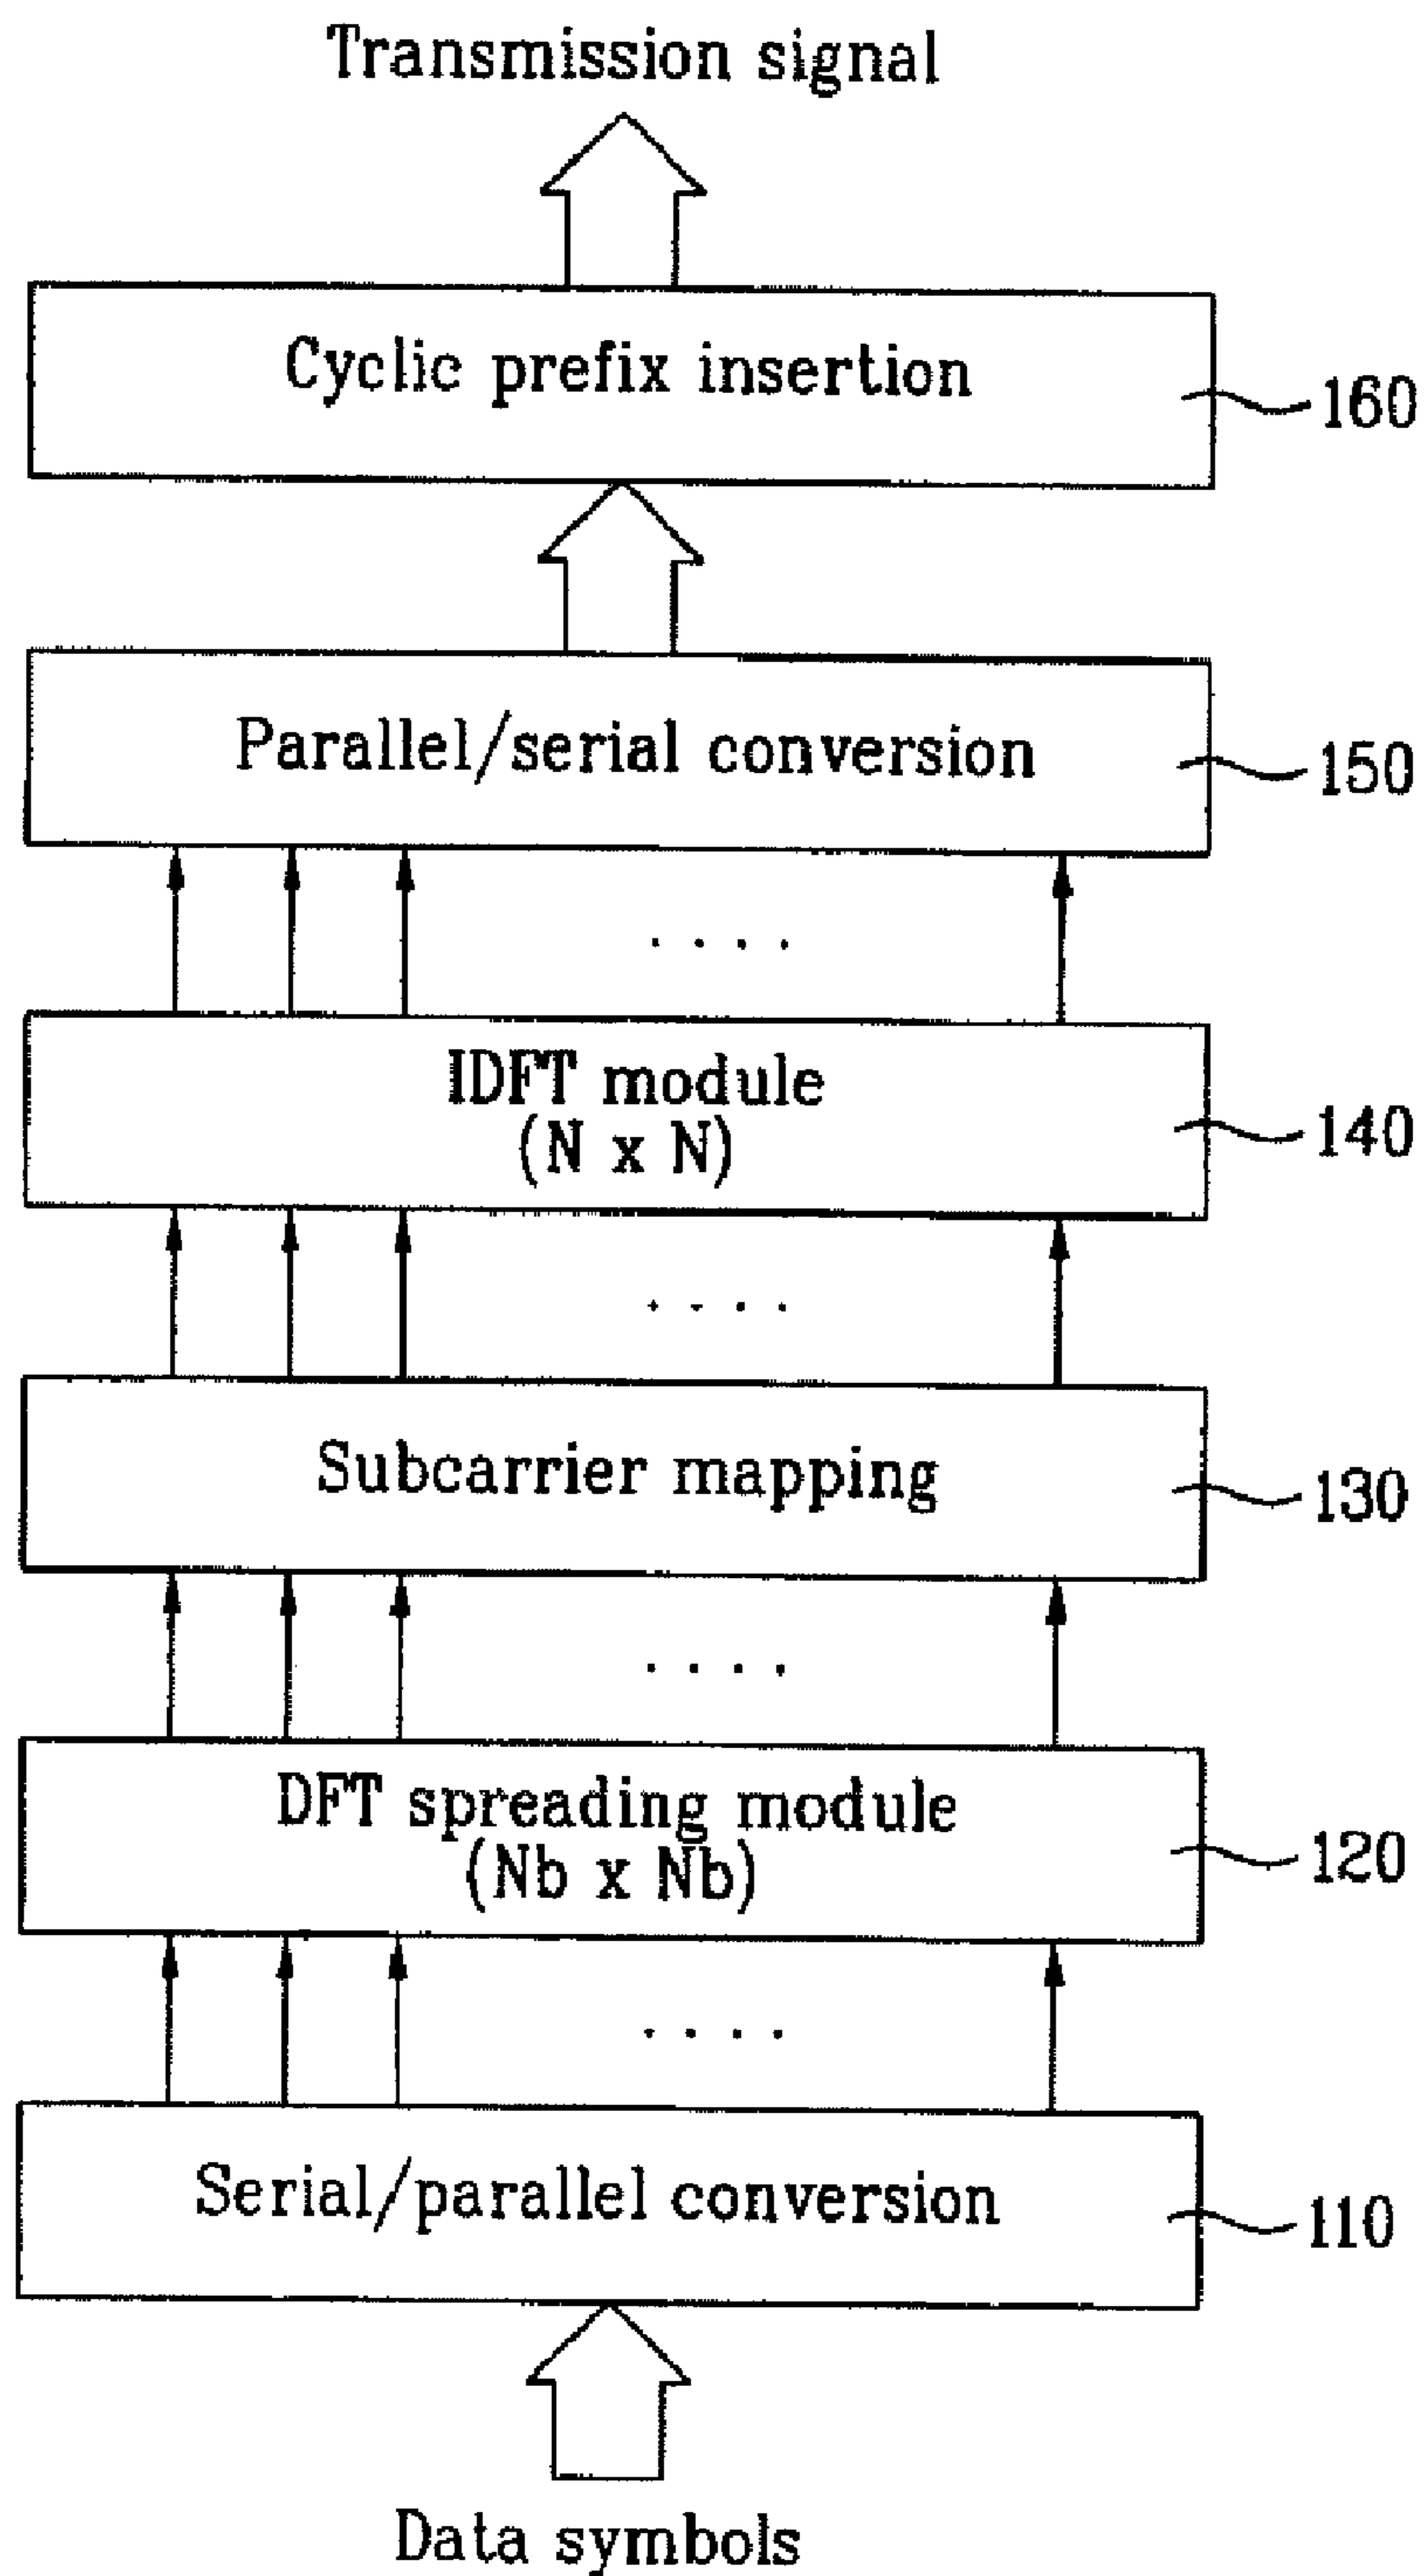 Transmission signal
Cyclic prefix insertion
160
Parallel/serial conversion
150
IDFT module
(N x N)
140
Subcarrier mapping
130
DFT spreading module
(Nb x Nb)
120
Serial/parallel conversion
110
Data symbols